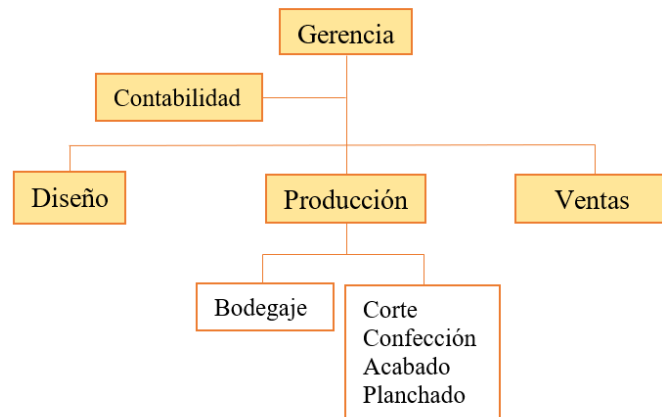 Gerencia
Contabilidad
Diseño
Producción
Ventas
Bodegaje
Corte
Confección
Acabado
Planchado